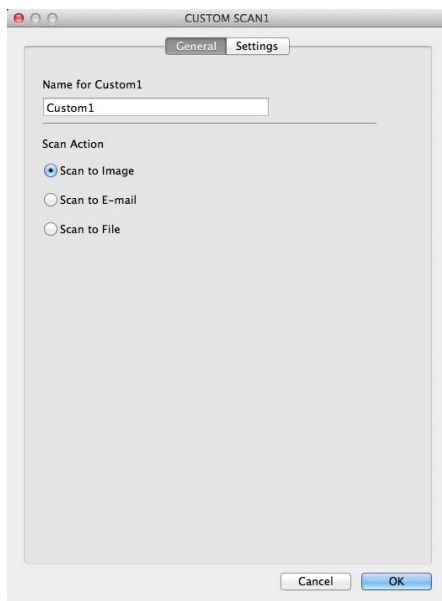 CUSTOM SCAN1
General Settings
Name for Custom1
Custom1
Scan Action
Scan to Image
Scan to E-mail
Scan to File
Cancel OK